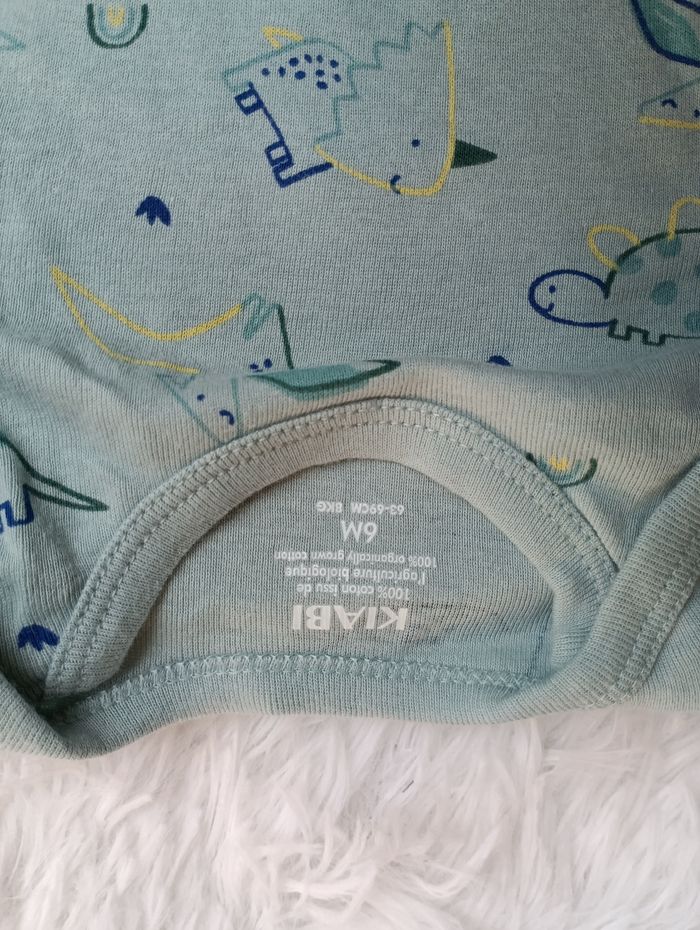 KIABI
100% coton issu de
l'agriculture biologique
100% organically grown cotton
6M
63-69CM 8KG